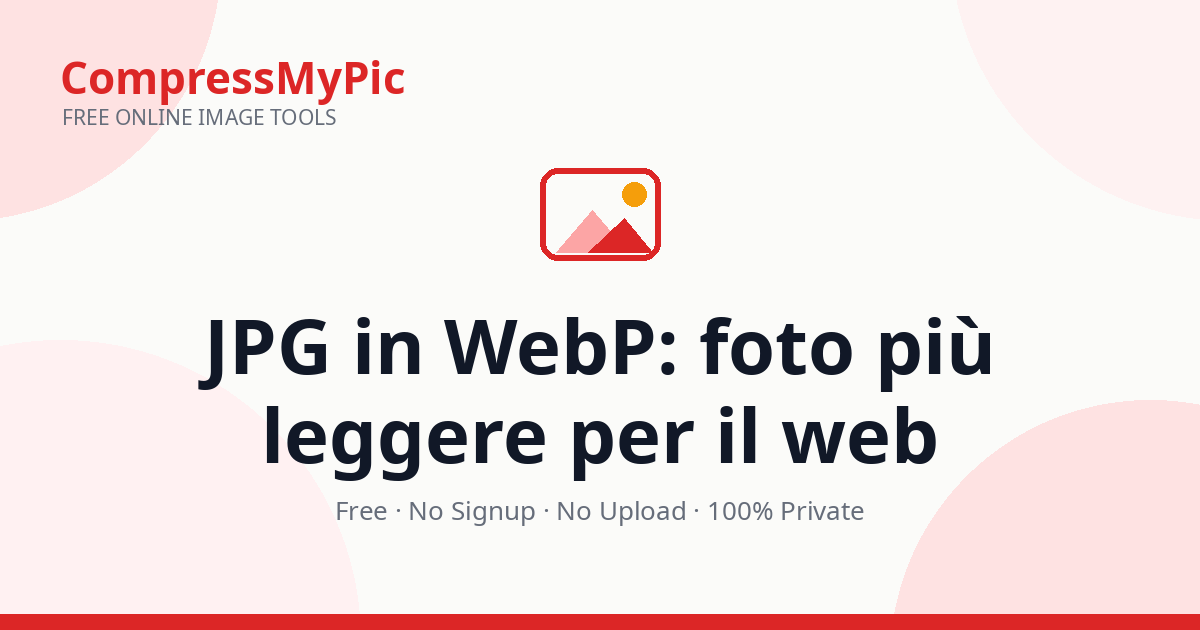 CompressMyPic
FREE ONLINE IMAGE TOOLS
JPG in WebP: foto più
leggere per il web
Free · No Signup · No Upload · 100% Private